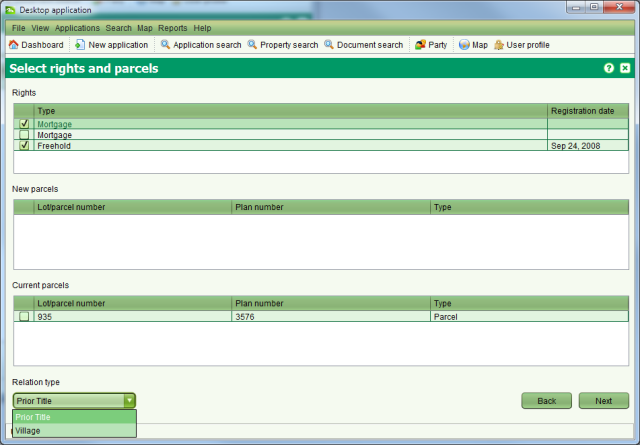 Desktop application
File View Applications Search Map Reports Help
Dashboard New application Application search Property search Document search Party Map User profile
Select rights and parcels
Rights
Type Registration date
Mortgage
Mortgage
Freehold Sep 24, 2008
New parcels
Lot/parcel number Plan number Type
Current parcels
Lot/parcel number Plan number Type
935 3576 Parcel
Relation type
Prior Title Back Next
Prior Title
Village